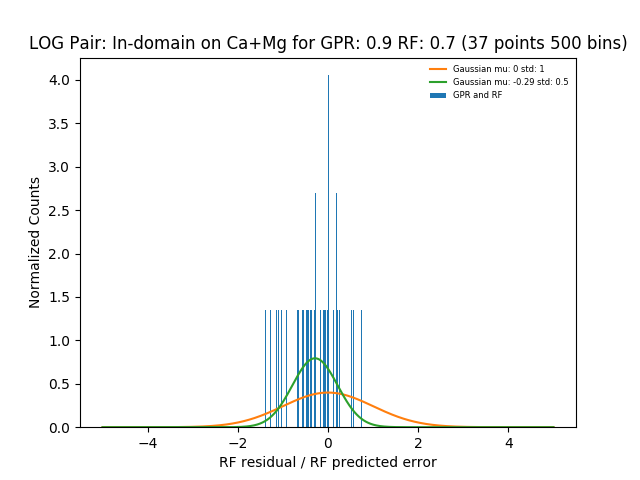 LOG Pair: In-domain on Ca+Mg for GPR: 0.9 RF: 0.7 (37 points 500 bins)
Gaussian mu: 0 std: 1
Gaussian mu: -0.29 std: 0.5
GPR and RF
Normalized Counts
4.0
3.5
3.0
2.5
2.0
1.5
1.0
0.5
0.0
−4
−2
0
2
4
RF residual / RF predicted error